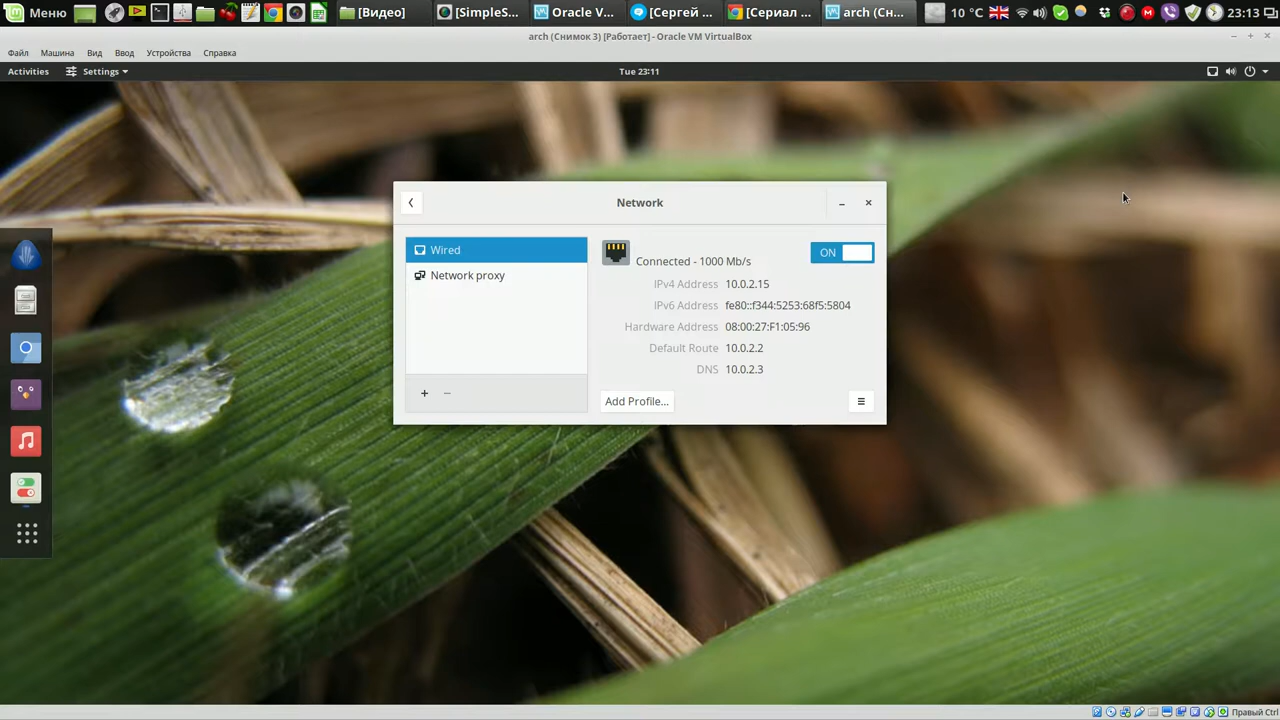 Меню
[Видео]
[SimpleS...
Oracle V...
[Сергей ...
[Сериал ...
arch (Сн...
10 °C
23:13
arch (Снимок 3) [Работает] - Oracle VM VirtualBox
Файл
Машина
Вид
Ввод
Устройства
Справка
Activities
Settings
Tue 23:11
Network
Wired
Network proxy
Connected - 1000 Mb/s
ON
IPv4 Address 10.0.2.15
IPv6 Address fe80::f344:5253:68f5:5804
Hardware Address 08:00:27:F1:05:96
Default Route 10.0.2.2
DNS 10.0.2.3
Add Profile...
Правый Ctrl